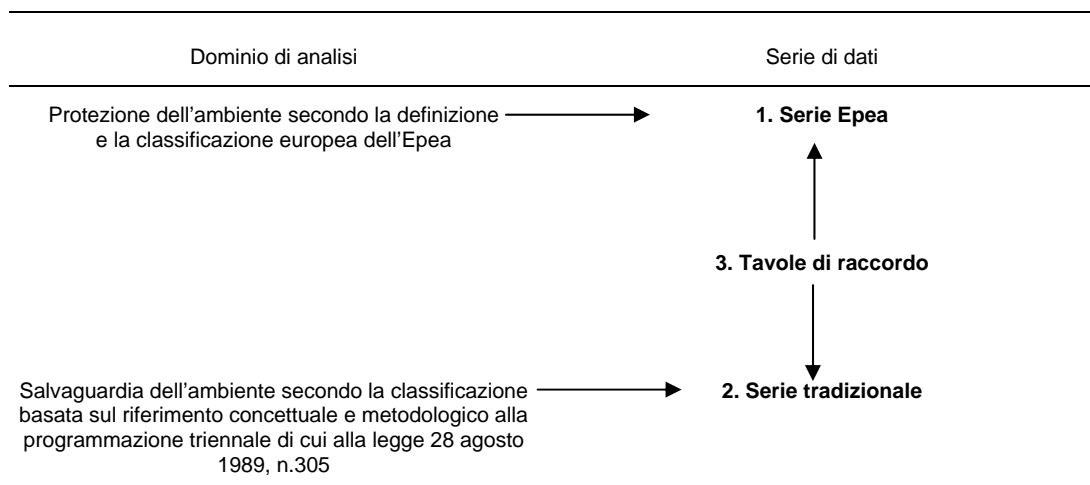 Dominio di analisi
Serie di dati
Protezione dell’ambiente secondo la definizione
e la classificazione europea dell’Epea
1. Serie Epea
3. Tavole di raccordo
Salvaguardia dell’ambiente secondo la classificazione
basata sul riferimento concettuale e metodologico alla
programmazione triennale di cui alla legge 28 agosto
1989, n.305
2. Serie tradizionale